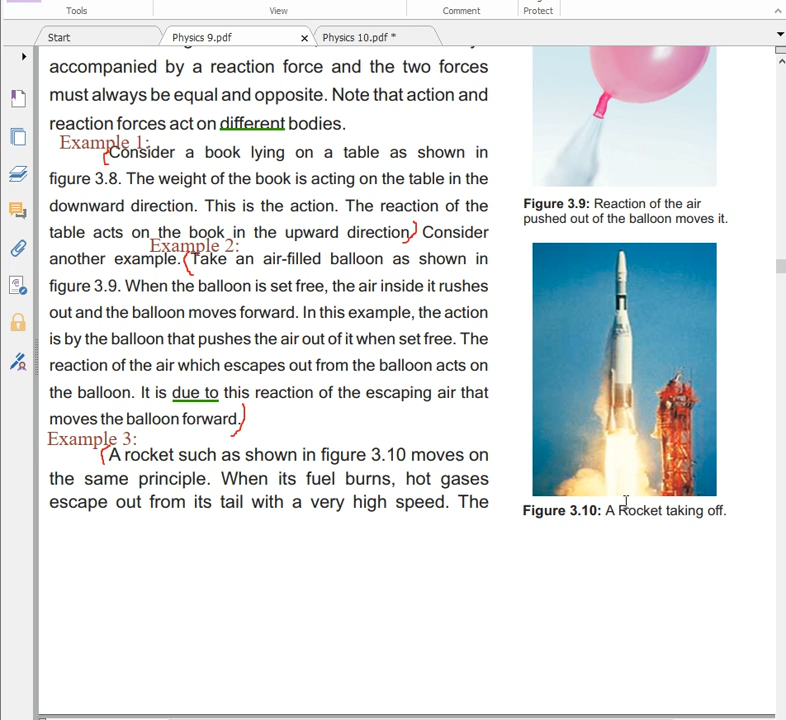 Tools View Comment Protect
Start Physics 9.pdf Physics 10.pdf *
accompanied by a reaction force and the two forces
must always be equal and opposite. Note that action and
reaction forces act on different bodies.
Example 1:
Consider a book lying on a table as shown in
figure 3.8. The weight of the book is acting on the table in the
downward direction. This is the action. The reaction of the
table acts on the book in the upward direction. Consider
Example 2:
another example. Take an air-filled balloon as shown in
figure 3.9. When the balloon is set free, the air inside it rushes
out and the balloon moves forward. In this example, the action
is by the balloon that pushes the air out of it when set free. The
reaction of the air which escapes out from the balloon acts on
the balloon. It is due to this reaction of the escaping air that
moves the balloon forward.
Example 3:
A rocket such as shown in figure 3.10 moves on
the same principle. When its fuel burns, hot gases
escape out from its tail with a very high speed. The
Figure 3.9: Reaction of the air
pushed out of the balloon moves it.
Figure 3.10: A Rocket taking off.